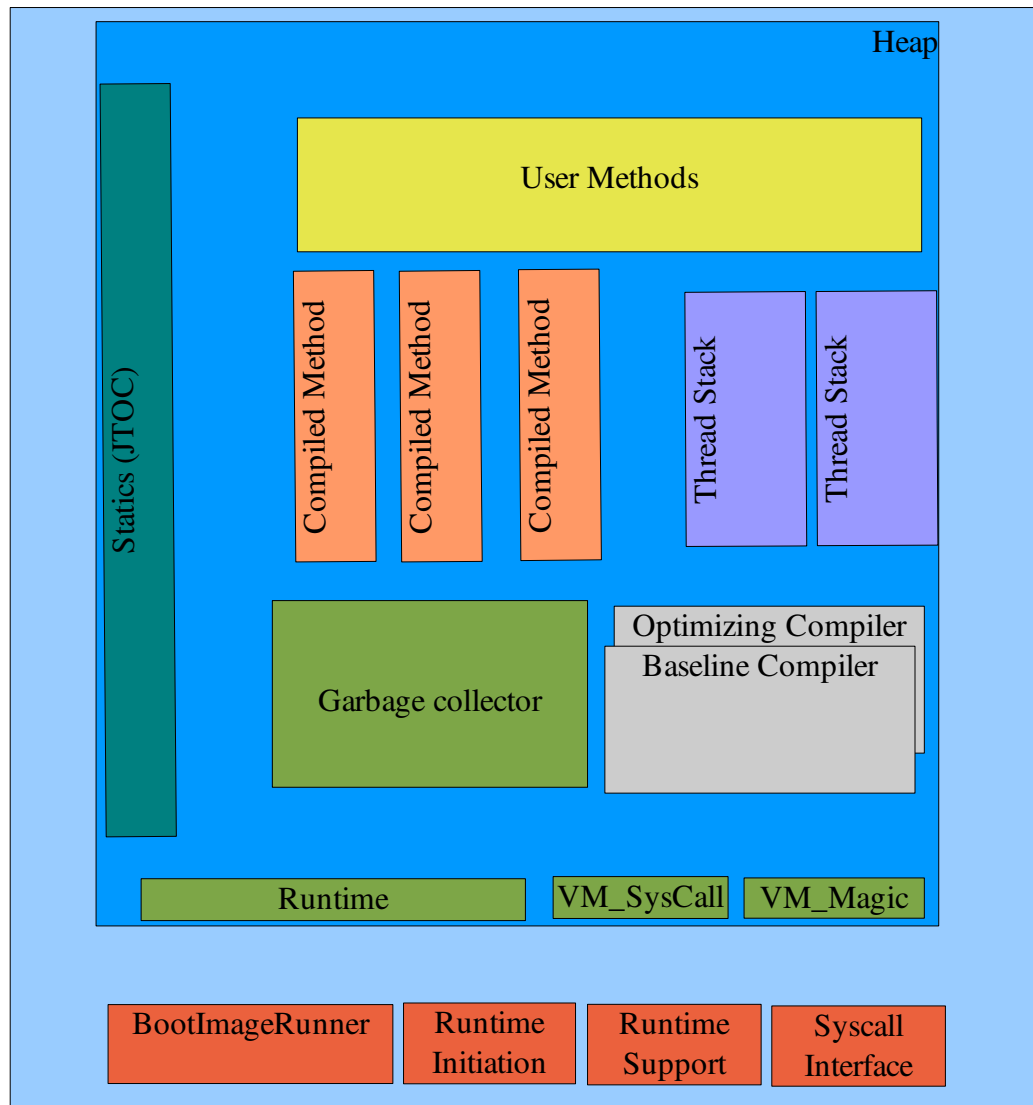 Heap
User Methods
Statics (JTOC)
Compiled Method
Compiled Method
Compiled Method
Thread Stack
Thread Stack
Optimizing Compiler
Baseline Compiler
Garbage collector
Runtime
VM_SysCall
VM_Magic
BootImageRunner
Runtime
Initiation
Runtime
Support
Syscall
Interface